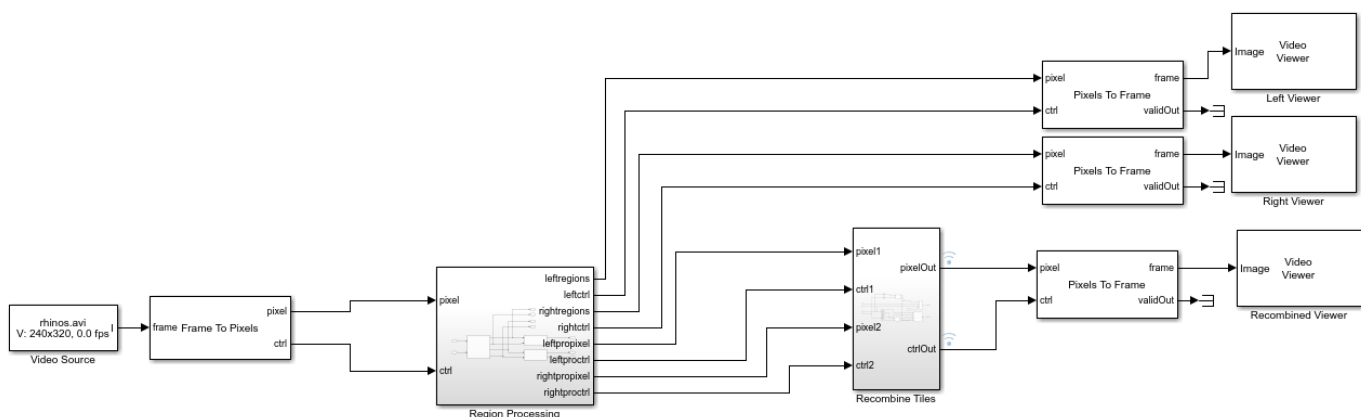 Image
Video
Viewer
Left Viewer
pixel
ctrl
Pixels To Frame
frame
validOut
Image
Video
Viewer
Right Viewer
pixel
ctrl
Pixels To Frame
frame
validOut
rhinos.avi
V: 240x320, 0.0 fps
I
Video Source
frame
Frame To Pixels
pixel
ctrl
pixel
ctrl
leftregions
leftctrl
rightregions
rightctrl
leftpropixel
leftproctrl
rightpropixel
rightproctrl
Region Processing
pixel1
ctrl1
pixel2
ctrl2
pixelOut
ctrlOut
Recombine Tiles
pixel
ctrl
Pixels To Frame
frame
validOut
Image
Video
Viewer
Recombined Viewer